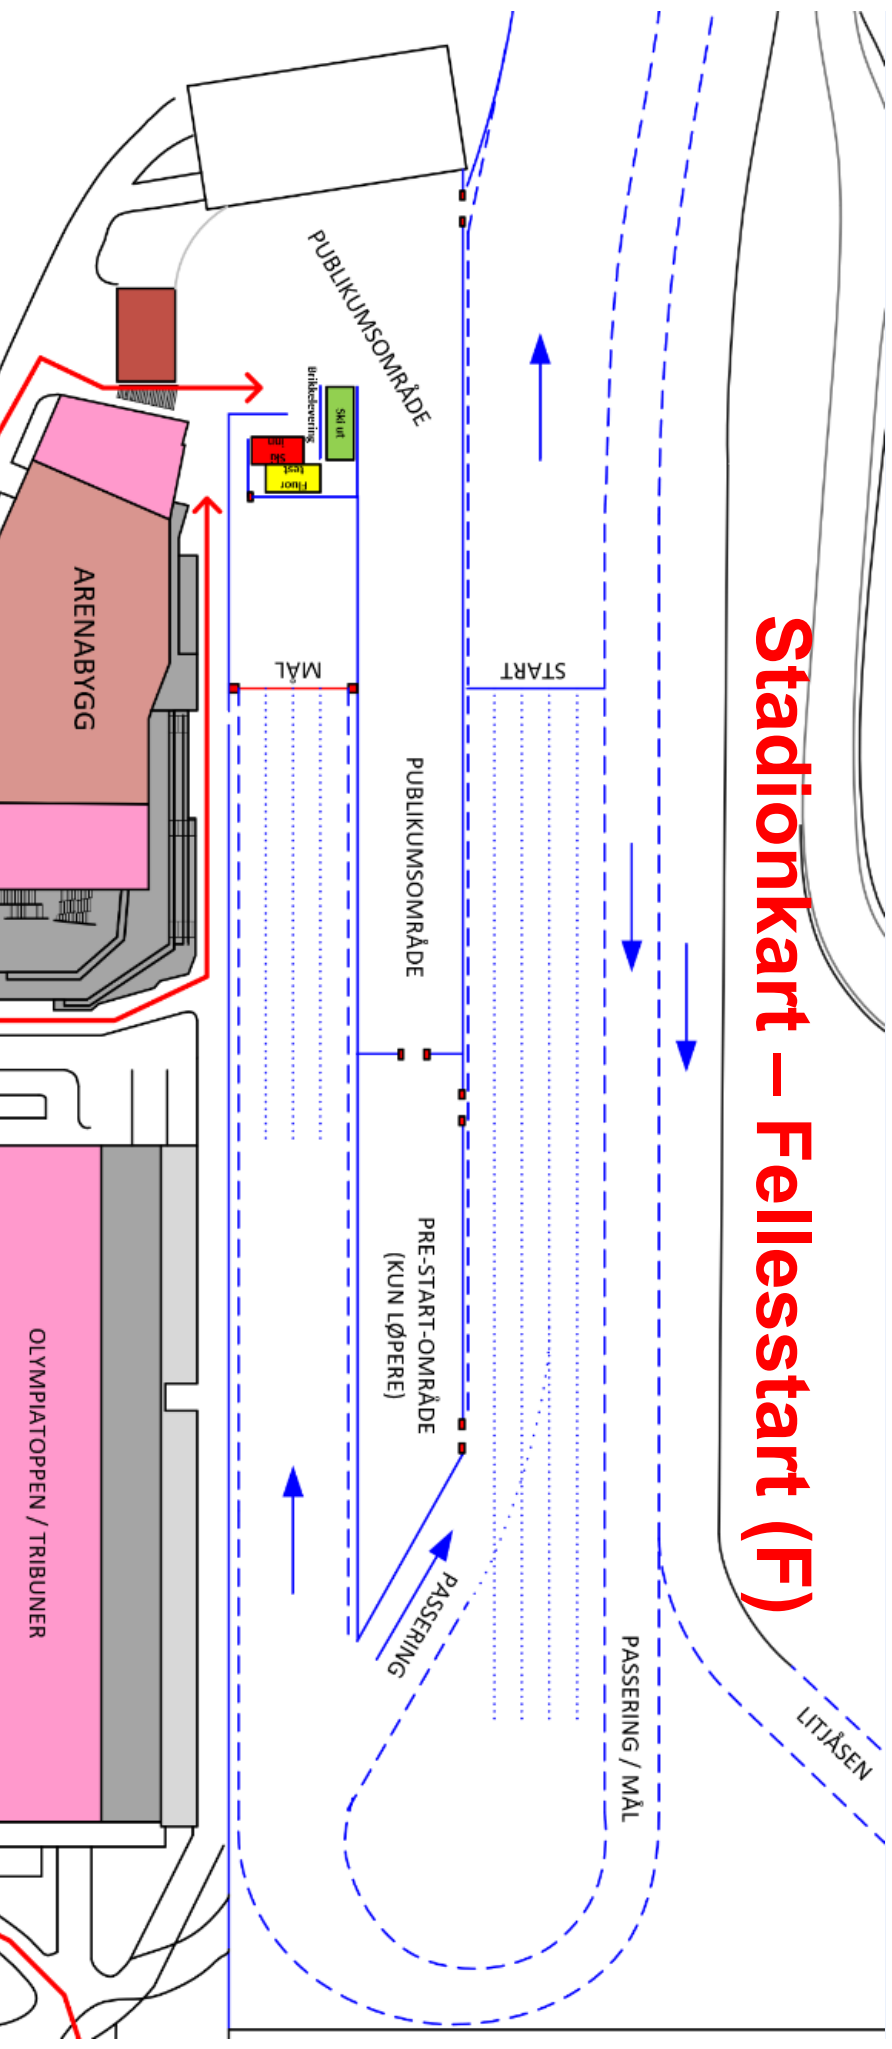 Stadionkart – Fellesstart (F)
PUBLIKUMSOMRÅDE
Brikkelevering
Ski ut
Ski
inn
Fluor
test
ARENABYGG
MÅL
START
PUBLIKUMSOMRÅDE
PRE-START-OMRÅDE
(KUN LØPERE)
OLYMPIATOPPEN / TRIBUNER
PASSERING
PASSERING / MÅL
LITJÅSEN